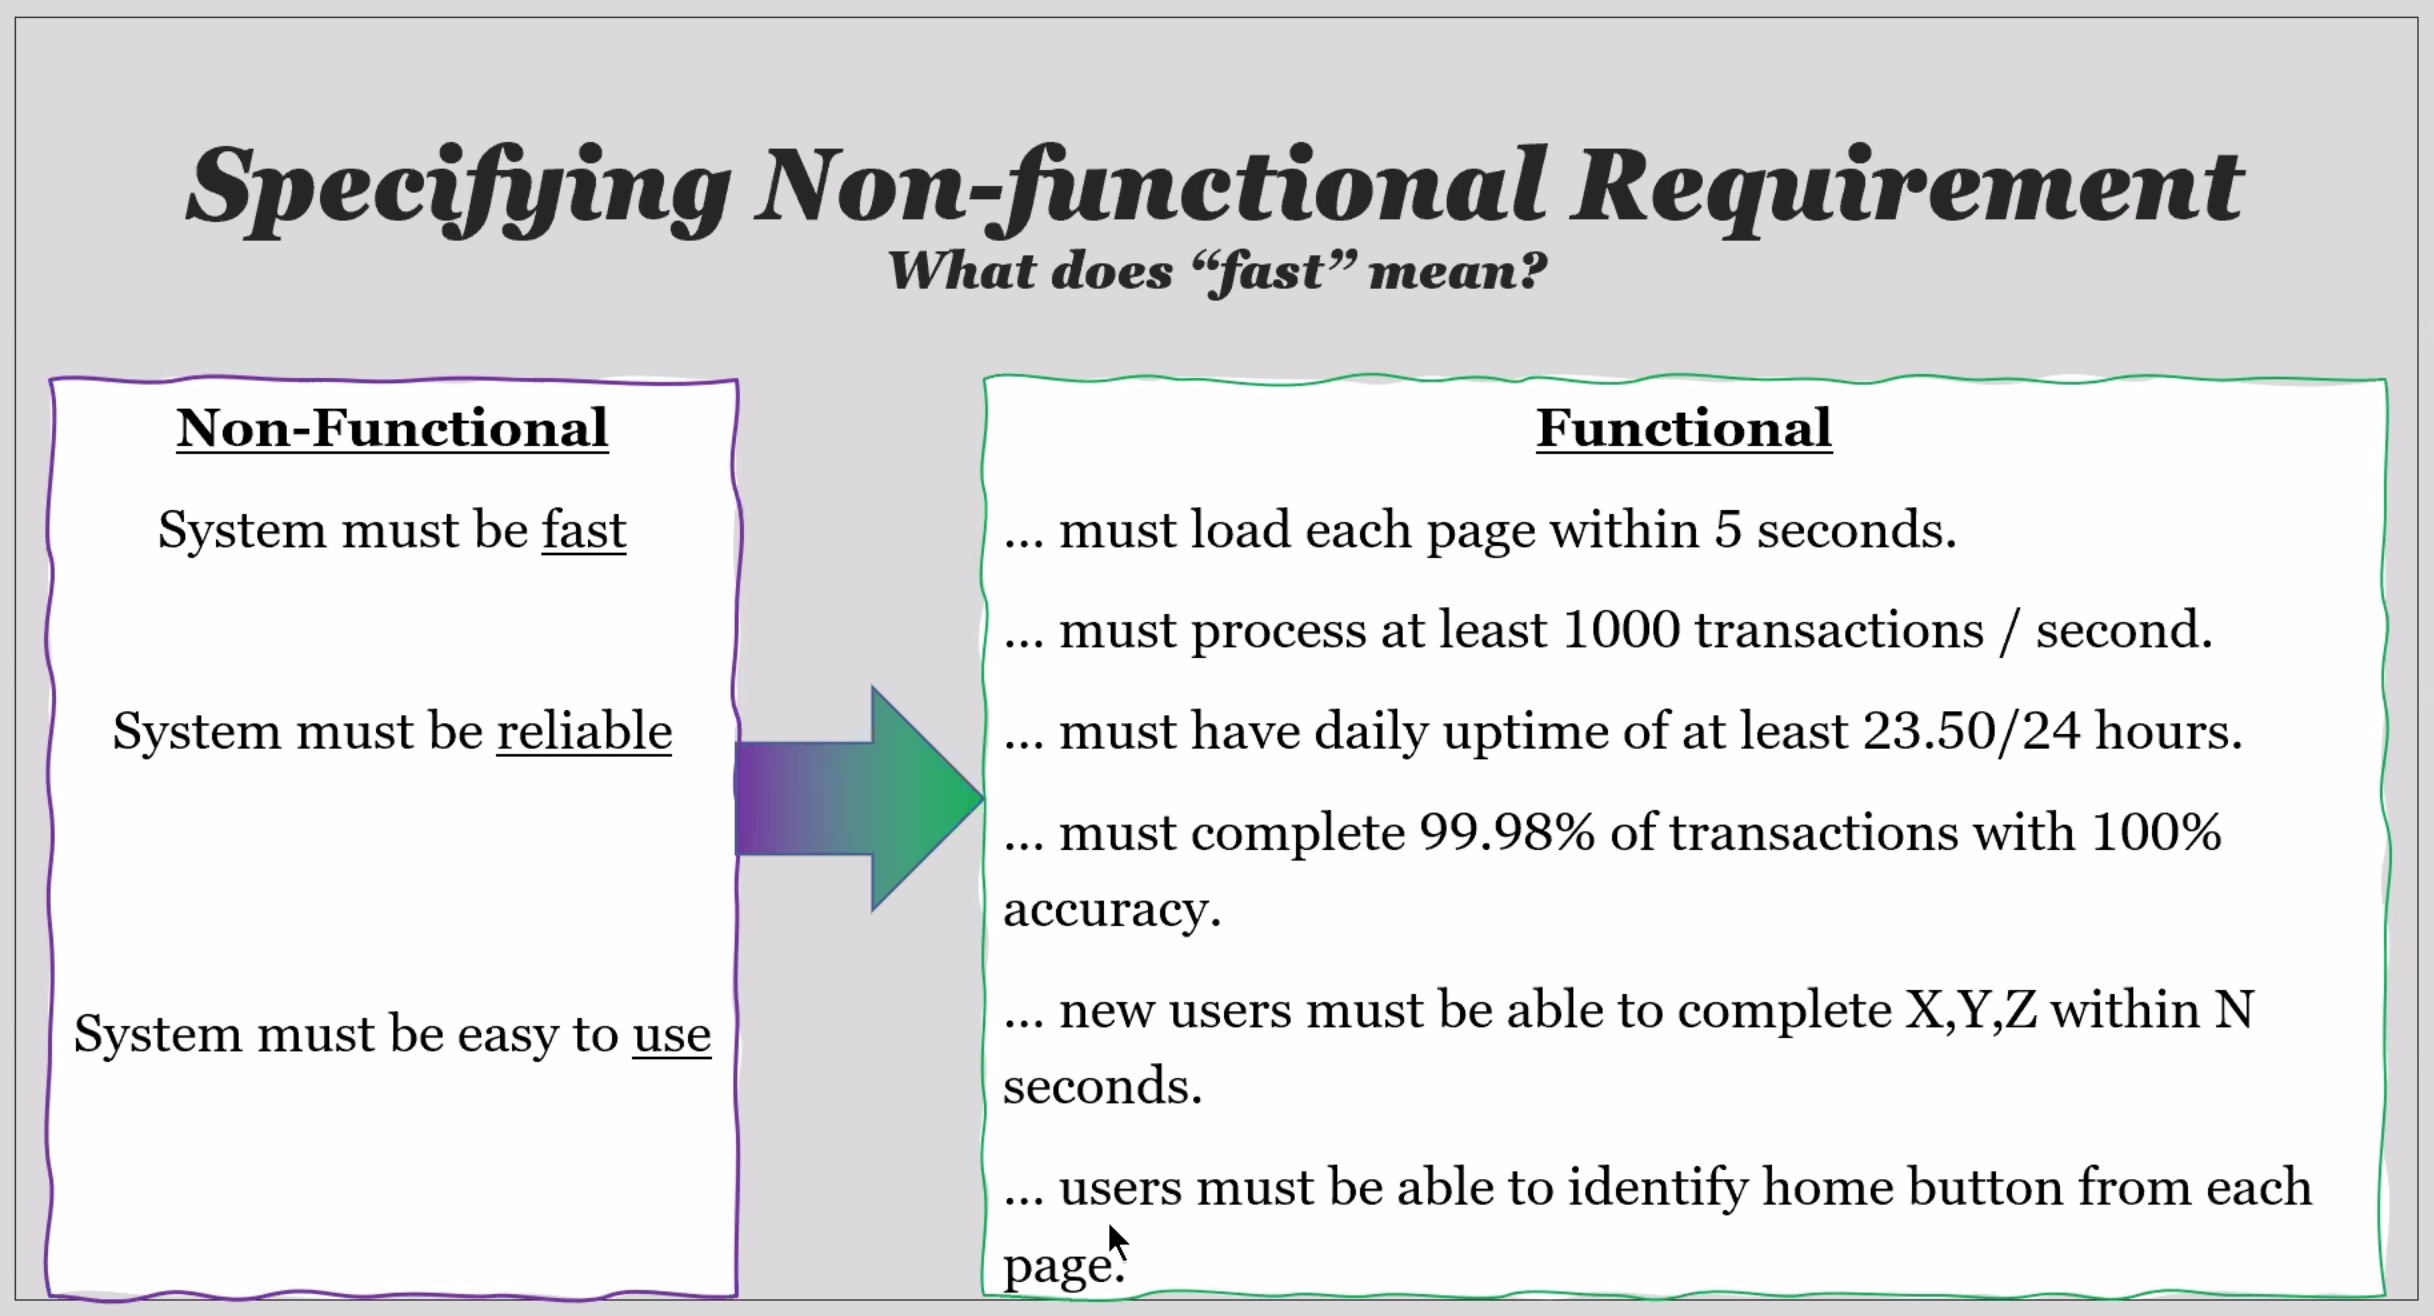 Specifying Non-functional Requirement
What does “fast” mean?
Non-Functional
System must be fast
System must be reliable
System must be easy to use
Functional
... must load each page within 5 seconds.
... must process at least 1000 transactions / second.
... must have daily uptime of at least 23.50/24 hours.
... must complete 99.98% of transactions with 100%
accuracy.
... new users must be able to complete X,Y,Z within N
seconds.
... users must be able to identify home button from each
page.